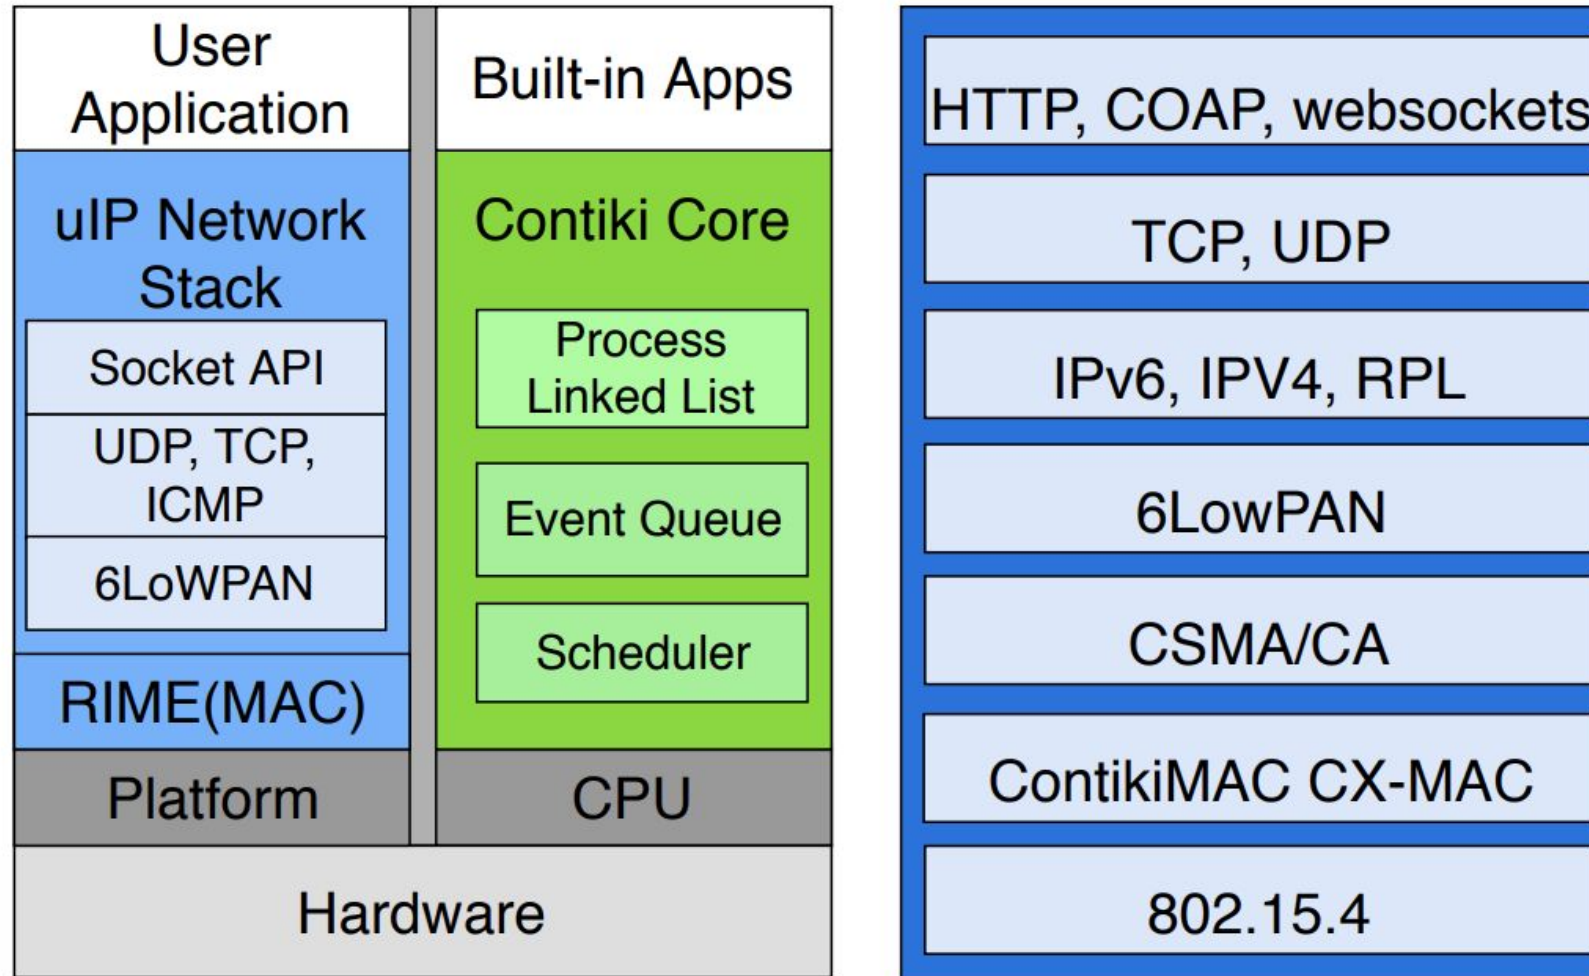 User
Application
uIP Network
Stack
Socket API
UDP, TCP,
ICMP
6LoWPAN
RIME(MAC)
Platform
Built-in Apps
Contiki Core
Process
Linked List
Event Queue
Scheduler
CPU
Hardware
HTTP, COAP, websockets
TCP, UDP
IPv6, IPV4, RPL
6LowPAN
CSMA/CA
ContikiMAC CX-MAC
802.15.4